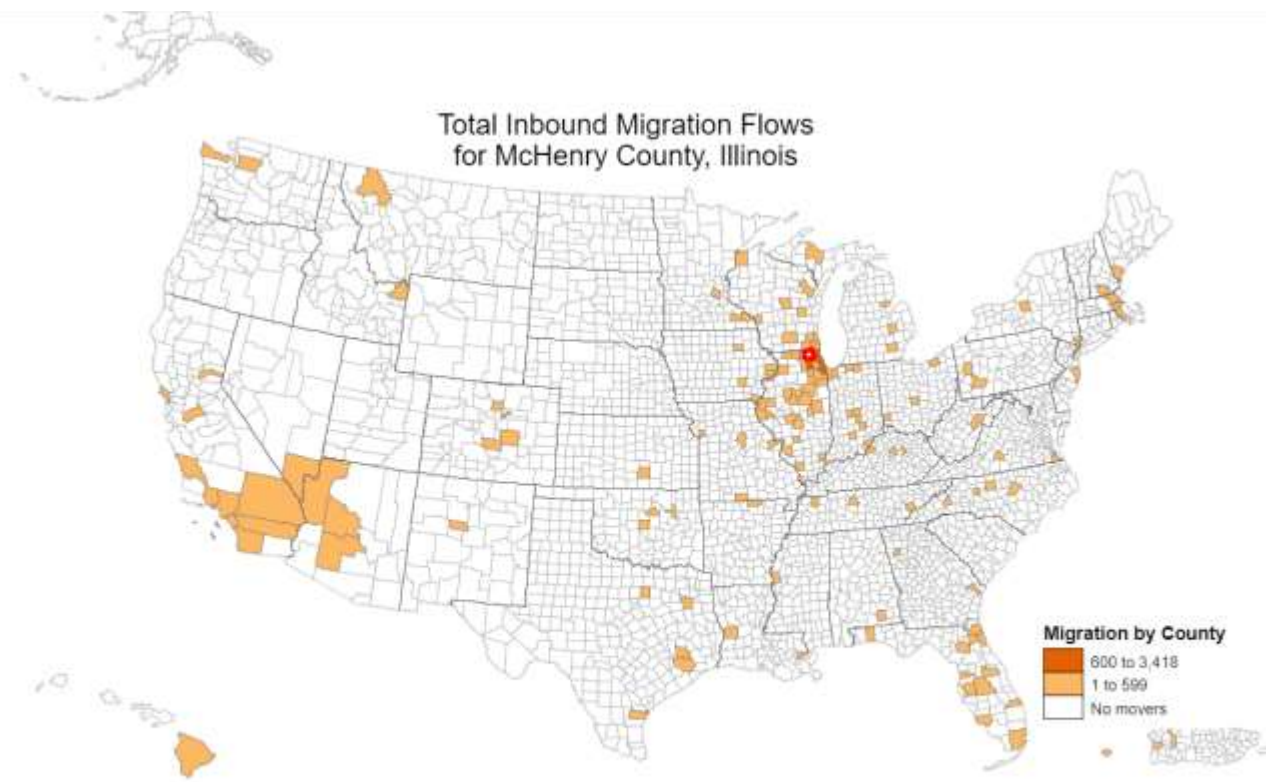 Total Inbound Migration Flows
for McHenry County, Illinois
Migration by County
600 to 3,418
1 to 599
No movers